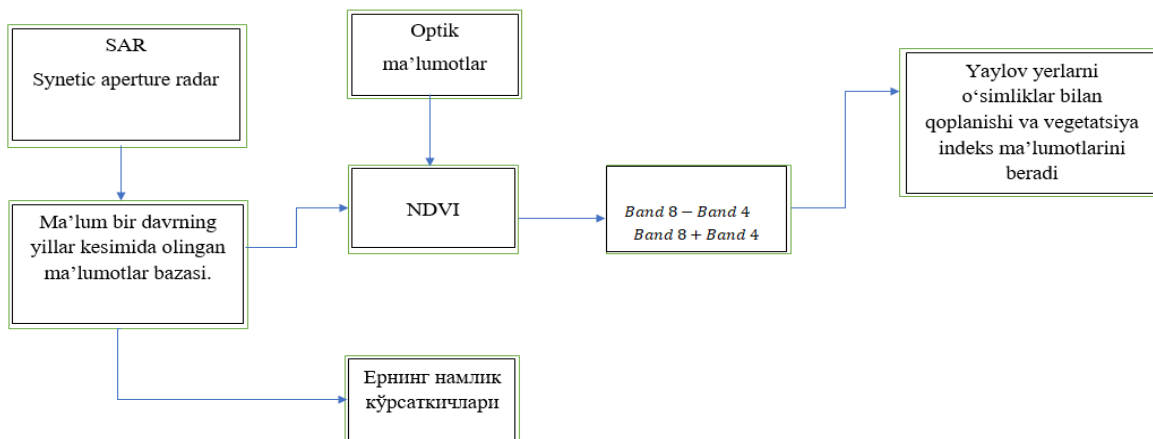 SAR
Synetic aperture radar
Optik
ma’lumotlar
Yaylov yerlarni
o‘simliklar bilan
qoplanishi va vegetatsiya
indeks ma’lumotlarini
beradi
Ma’lum bir davrning
yillar kesimida olingan
ma’lumotlar bazasi.
NDVI
Band 8 − Band 4
Band 8 + Band 4
Ернинг намлик
кўрсаткичлари